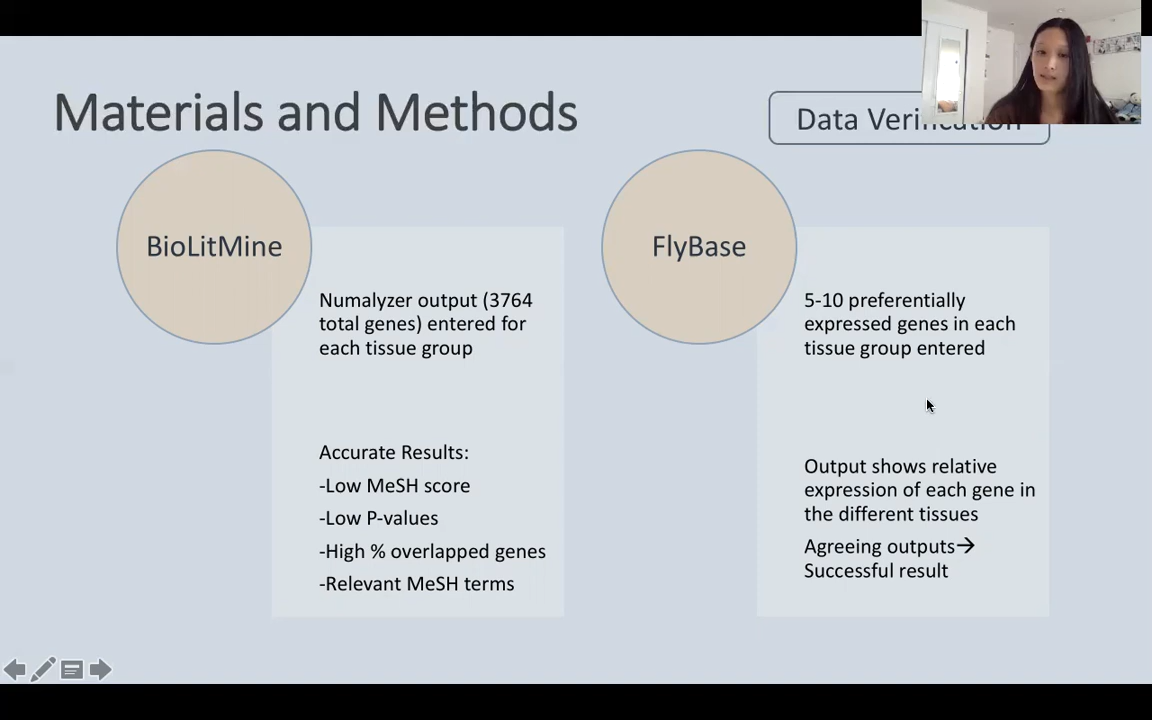 Materials and Methods
Data Verification
BioLitMine
Numalyzer output (3764
total genes) entered for
each tissue group
Accurate Results:
-Low MeSH score
-Low P-values
-High % overlapped genes
-Relevant MeSH terms
FlyBase
5-10 preferentially
expressed genes in each
tissue group entered
Output shows relative
expression of each gene in
the different tissues
Agreeing outputs→
Successful result